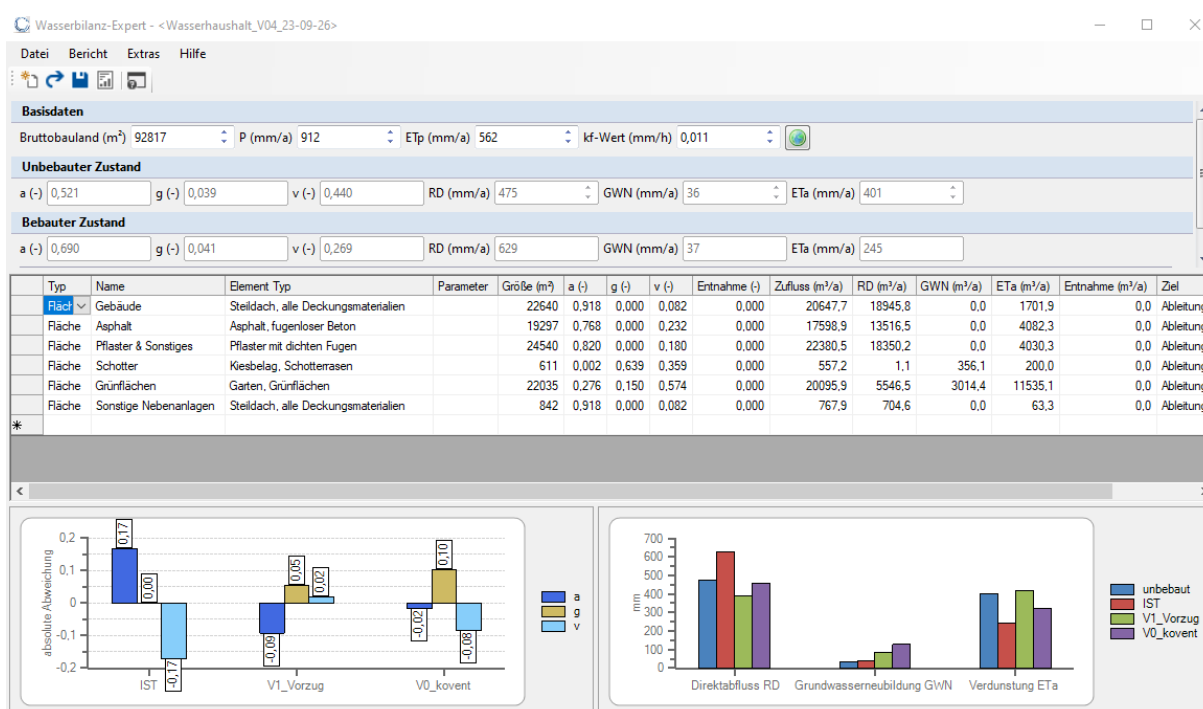 Wasserbilanz-Expert - <Wasserhaushalt_V04_23-09-26>
Datei Bericht Extras Hilfe
Basisdaten
Bruttobauland (m²) 92817 P (mm/a) 912 ETp (mm/a) 562 kf-Wert (mm/h) 0,011
Unbebauter Zustand
a (-) 0,521 g (-) 0,039 v (-) 0,440 RD (mm/a) 475 GWN (mm/a) 36 ETa (mm/a) 401
Bebauter Zustand
a (-) 0,690 g (-) 0,041 v (-) 0,269 RD (mm/a) 629 GWN (mm/a) 37 ETa (mm/a) 245
Typ Name Element Typ Parameter Größe (m²) a (-) g (-) v (-) Entnahme (-) Zufluss (m³/a) RD (m³/a) GWN (m³/a) ETa (m³/a) Entnahme (m³/a) Ziel
Fläch Gebäude Steildach, alle Deckungsmaterialien 22640 0,918 0,000 0,082 0,000 20647,7 18945,8 0,0 1701,9 0,0 Ableitung
Fläche Asphalt Asphalt, fugenloser Beton 19297 0,768 0,000 0,232 0,000 17598,9 13516,5 0,0 4082,3 0,0 Ableitung
Fläche Pflaster & Sonstiges Pflaster mit dichten Fugen 24540 0,820 0,000 0,180 0,000 22380,5 18350,2 0,0 4030,3 0,0 Ableitung
Fläche Schotter Kiesbelag, Schotterrasen 611 0,002 0,639 0,359 0,000 557,2 1,1 356,1 200,0 0,0 Ableitung
Fläche Grünflächen Garten, Grünflächen 22035 0,276 0,150 0,574 0,000 20095,9 5546,5 3014,4 11535,1 0,0 Ableitung
Fläche Sonstige Nebenanlagen Steildach, alle Deckungsmaterialien 842 0,918 0,000 0,082 0,000 767,9 704,6 0,0 63,3 0,0 Ableitung
absolute Abweichung
0,2
0,1
0
-0,1
-0,2
0,17
0,00
-0,17
-0,09
0,05
0,02
-0,02
0,10
-0,08
IST V1_Vorzug V0_kovent
a
g
v
mm
700
600
500
400
300
200
100
0
Direktabfluss RD Grundwasserneubildung GWN Verdunstung ETa
unbebaut
IST
V1_Vorzug
V0_kovent